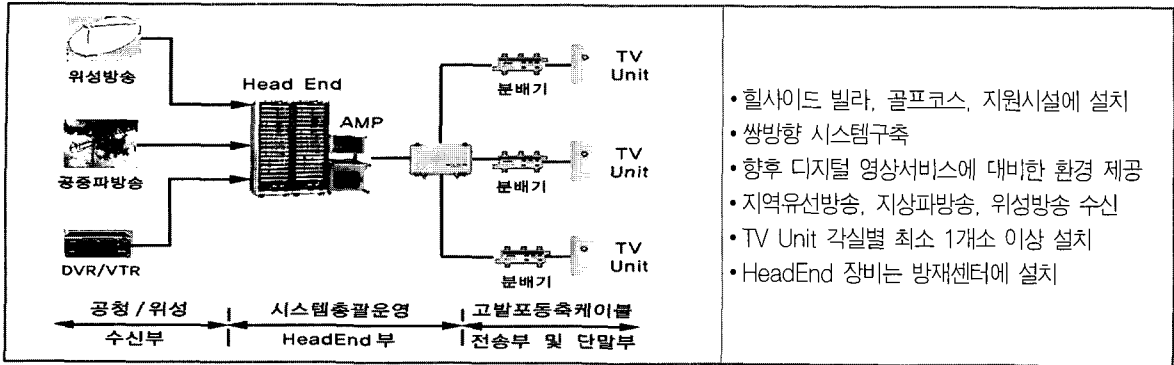 위성방송
공중파방송
DVR/VTR
Head End
AMP
분배기
TV
Unit
분배기
TV
Unit
분배기
TV
Unit
공청 / 위성
수신부
시스템총괄운영
HeadEnd 부
고발포동축케이블
전송부 및 단말부
• 힐사이드 빌라, 골프코스, 지원시설에 설치
• 쌍방향 시스템구축
• 향후 디지털 영상서비스에 대비한 환경 제공
• 지역유선방송, 지상파방송, 위성방송 수신
• TV Unit 각실별 최소 1개소 이상 설치
• HeadEnd 장비는 방재센터에 설치